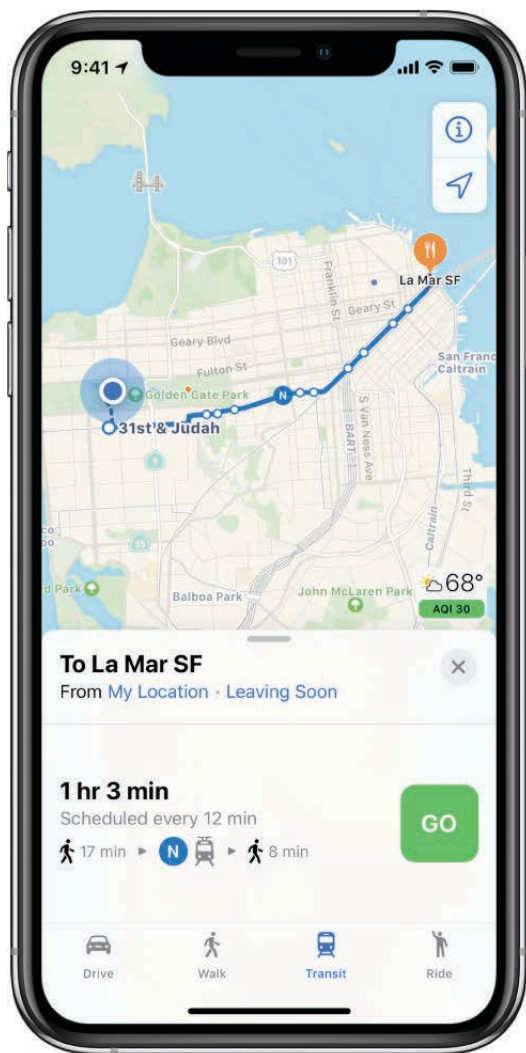 9:41
101
La Mar SF
Franklin St
Geary St
Geary Blvd
San Franc
Caltrain
Fulton St
Golden Gate Park
N
31st & Judah
S Van Ness Ave
BART
Third St
Caltrain
co
oo
d Park
Balboa Park
John McLaren Park
68°
AQI 30
To La Mar SF
From My Location · Leaving Soon
1 hr 3 min
Scheduled every 12 min
17 min ▸ N ▸ 8 min
GO
Drive
Walk
Transit
Ride